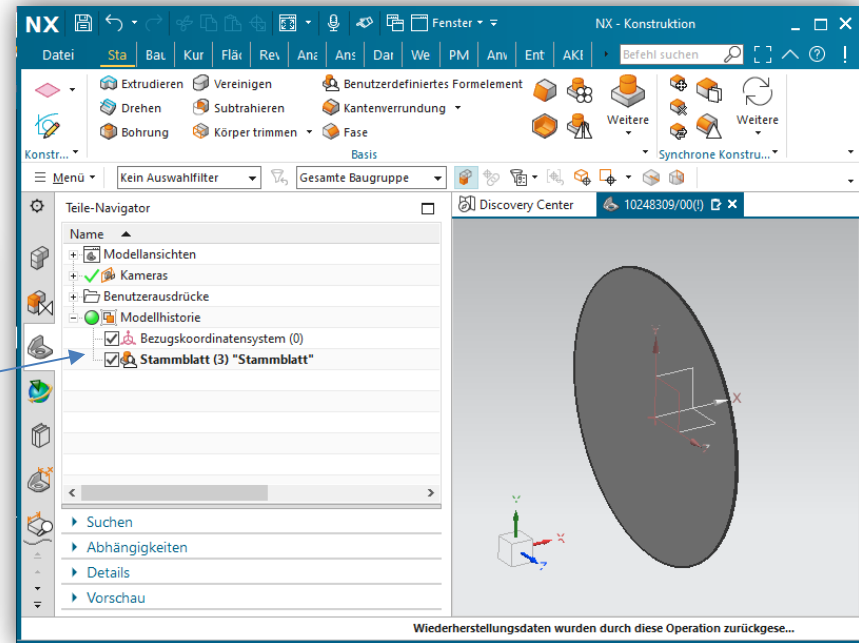 NX Fenster NX - Konstruktion
Datei Sta Bau Kur Fläc Rev Ana Ans Dar We PM Anv Ent AKI Befehl suchen
Extrudieren Vereinigen Benutzerdefiniertes Formelement
Drehen Subtrahieren Kantenverrundung Weitere Weitere
Bohrung Körper trimmen Fase
Konstr... Basis Synchrone Konstru...
Menü Kein Auswahlfilter Gesamte Baugruppe
Teile-Navigator Discovery Center 10248309/00(!)
Name
Modellansichten
Kameras
Benutzerausdrücke
Modellhistorie
Bezugskoordinatensystem (0)
Stammblatt (3) "Stammblatt"
Y
X
Suchen
Abhängigkeiten
Details
Vorschau
Y
X
Z
Wiederherstellungsdaten wurden durch diese Operation zurückgese...